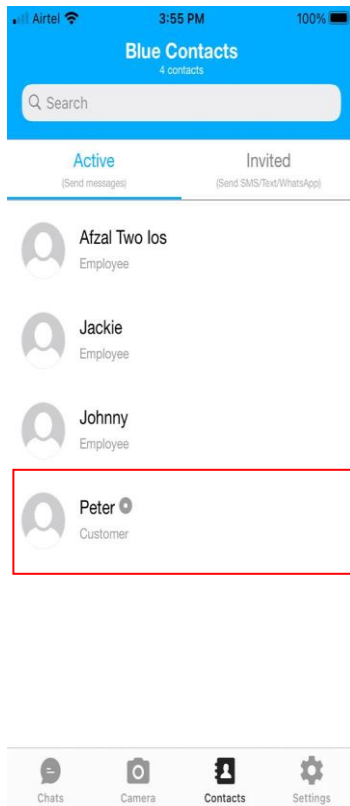 Airtel 3:55 PM 100%
Blue Contacts
4 contacts
Search
Active Invited
(Send messages) (Send SMS/Text/WhatsApp)
Afzal Two Ios
Employee
Jackie
Employee
Johnny
Employee
Peter
Customer
Chats Camera Contacts Settings